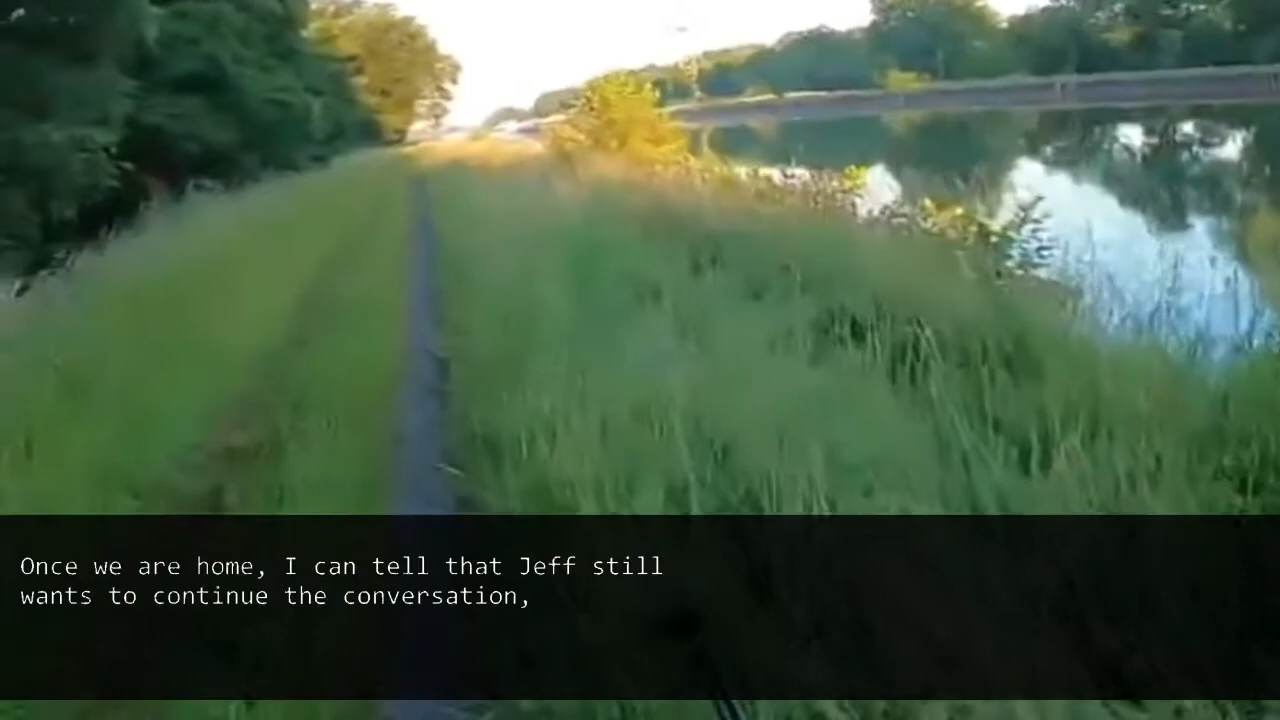 Once we are home, I can tell that Jeff still
wants to continue the conversation,